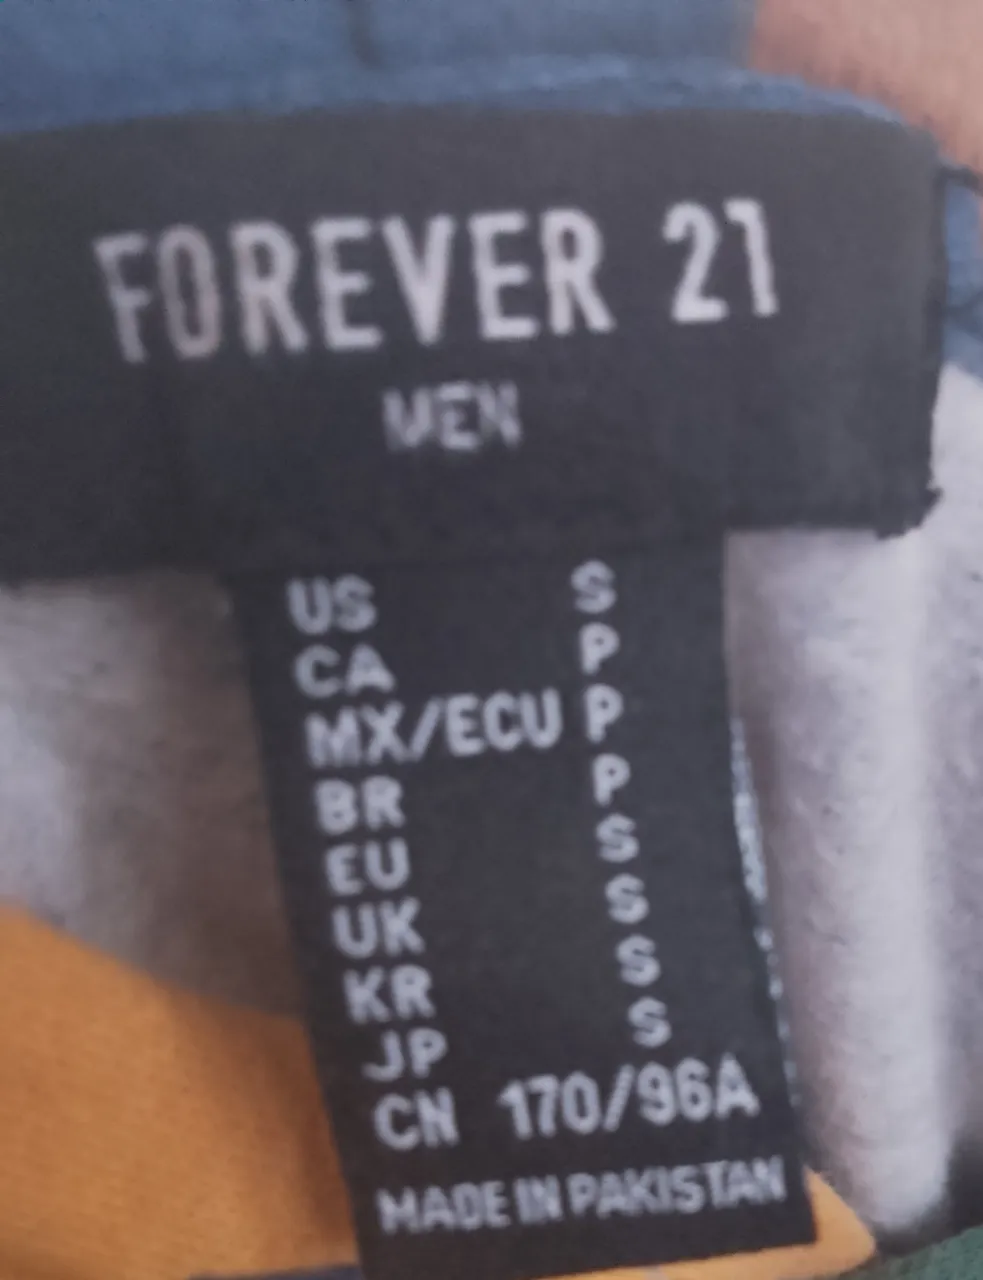 FOREVER 21
MEN
US S
CA P
MX/ECU P
BR P
EU S
UK S
KR S
JP S
CN 170/96A
MADE IN PAKISTAN